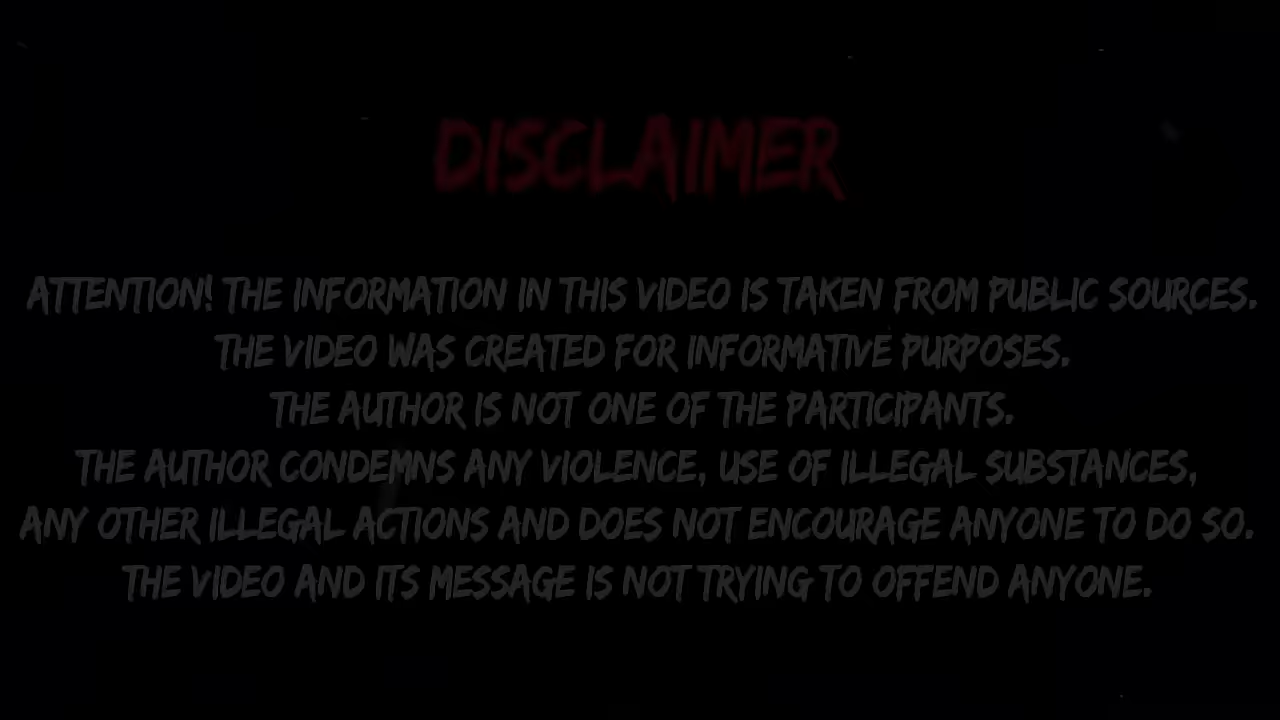 DISCLAIMER
ATTENTION! THE INFORMATION IN THIS VIDEO IS TAKEN FROM PUBLIC SOURCES.
THE VIDEO WAS CREATED FOR INFORMATIVE PURPOSES.
THE AUTHOR IS NOT ONE OF THE PARTICIPANTS.
THE AUTHOR CONDEMNS ANY VIOLENCE, USE OF ILLEGAL SUBSTANCES,
ANY OTHER ILLEGAL ACTIONS AND DOES NOT ENCOURAGE ANYONE TO DO SO.
THE VIDEO AND ITS MESSAGE IS NOT TRYING TO OFFEND ANYONE.